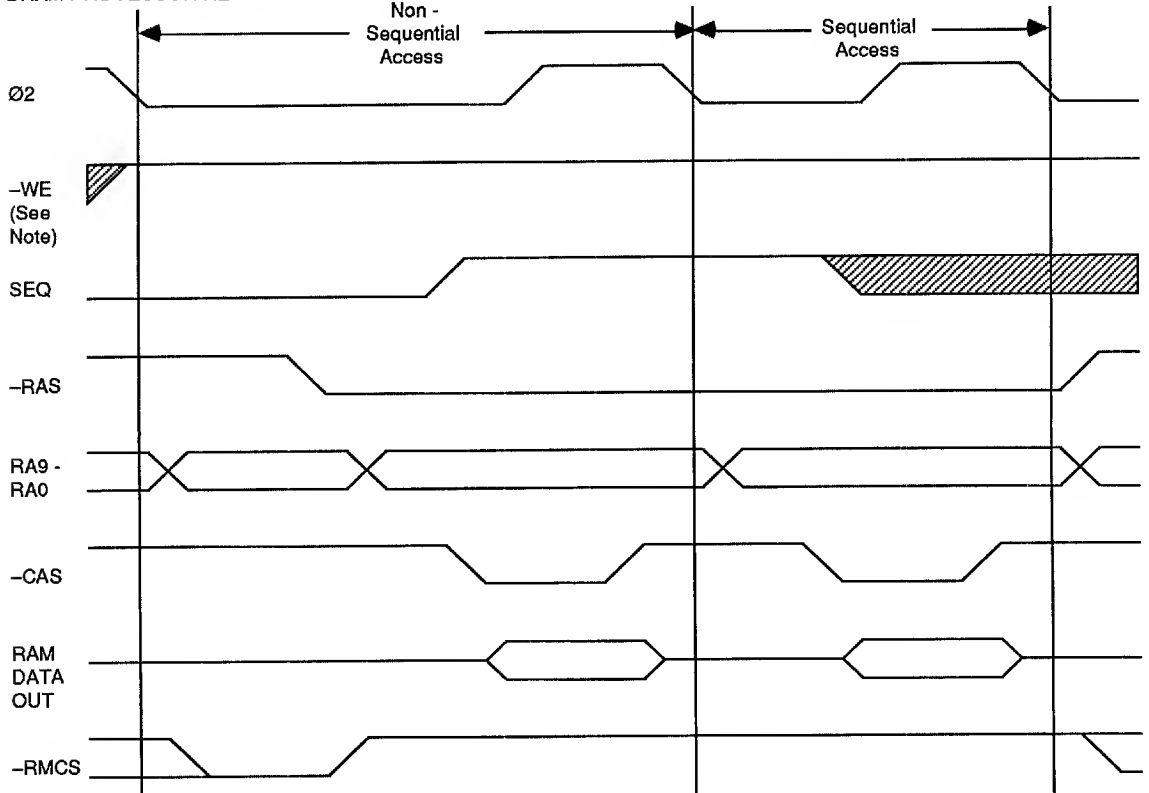 Non -
Sequential
Access
Sequential
Access
Ø2
–WE
(See
Note)
SEQ
–RAS
RA9 -
RA0
–CAS
RAM
DATA
OUT
–RMCS